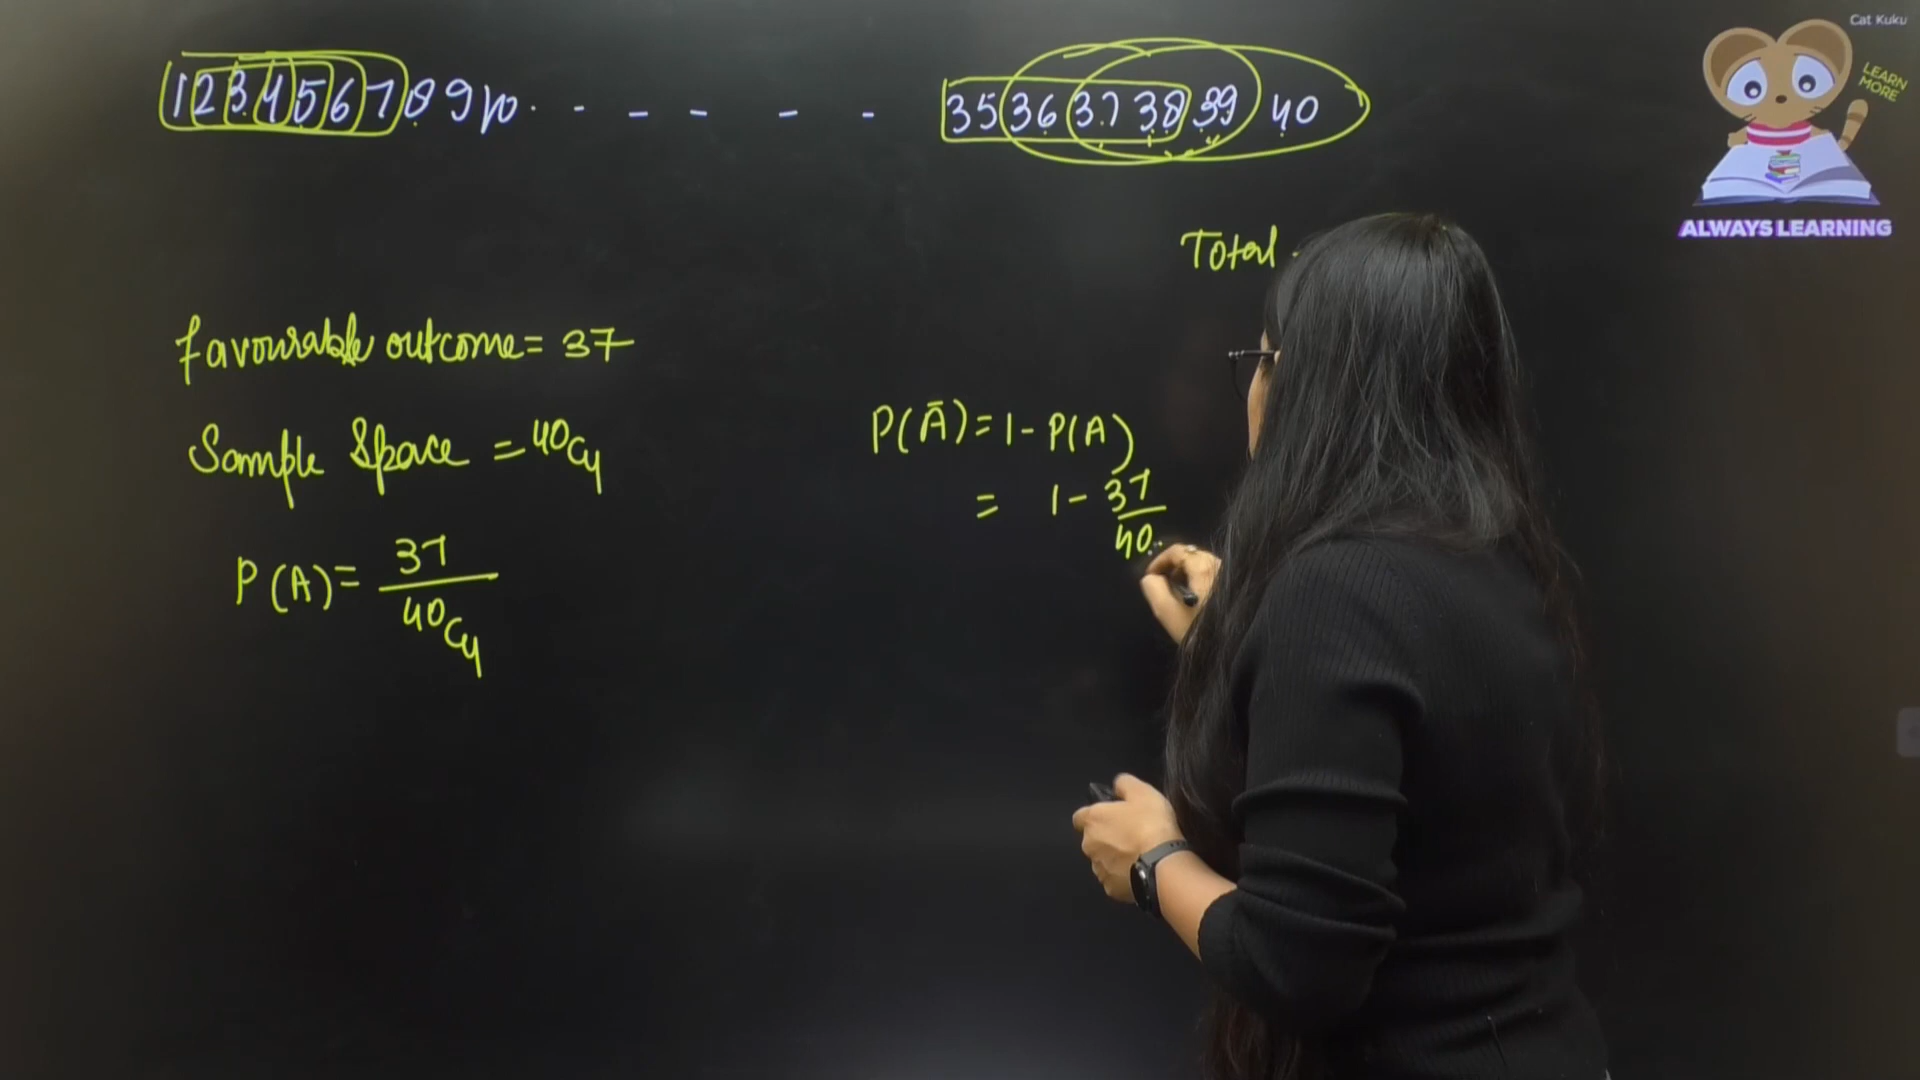 Cat Kuku
LEARN
MORE
ALWAYS LEARNING
1 2 3 4 5 6 7 8 9 10 . - - - - - - 35 36 37 38 39 40
Total -
favourable outcome = 37
Sample Space = ⁴⁰C₄
P(A) = 37/⁴⁰C₄
P(Ā) = 1 - P(A)
= 1 - 37/40